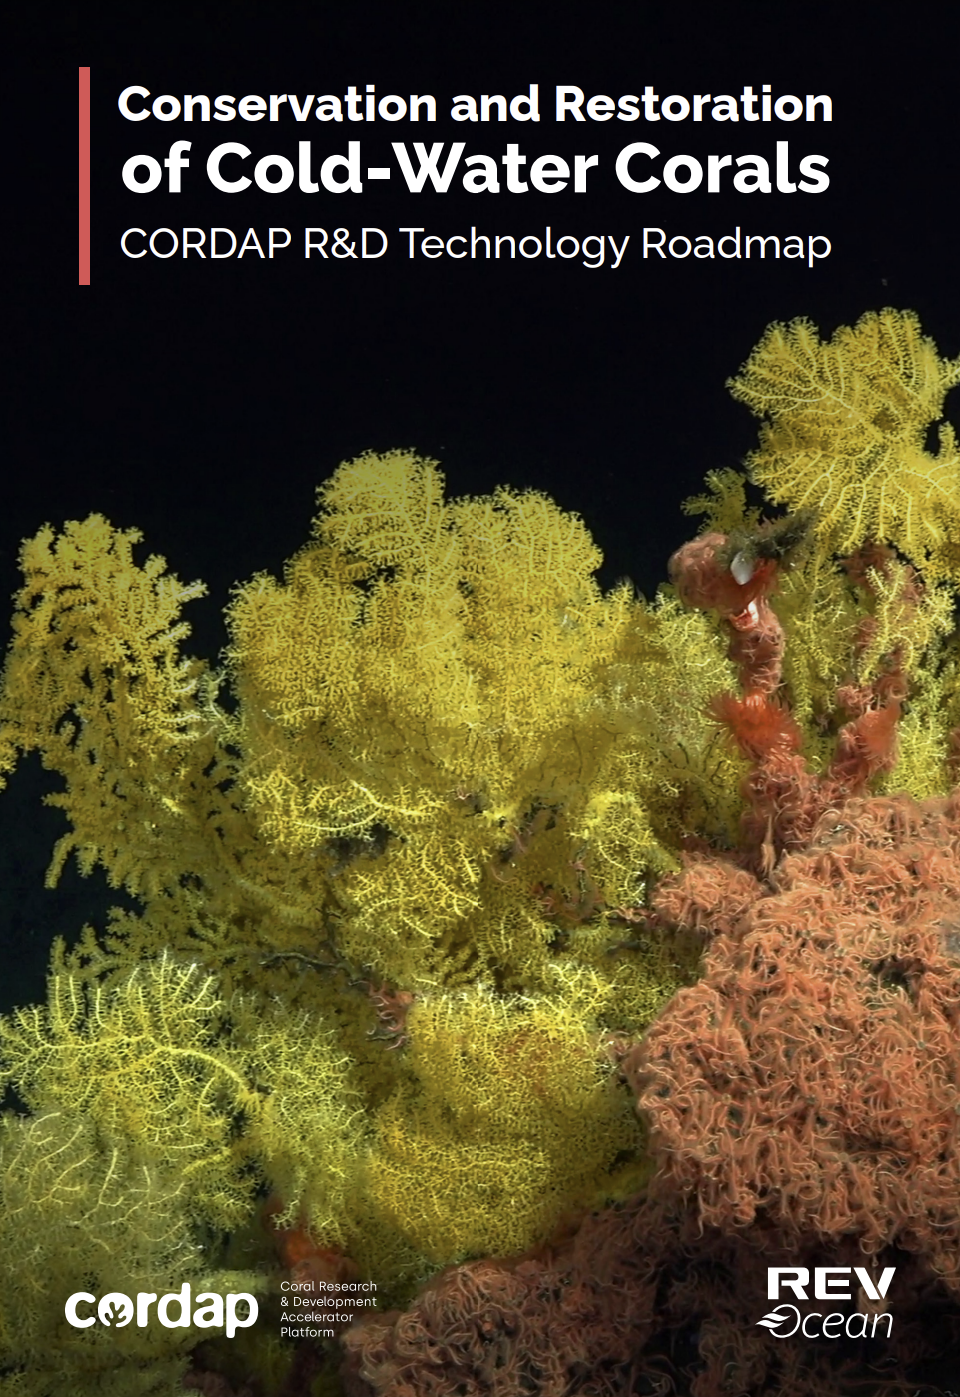 Conservation and Restoration
of Cold-Water Corals
CORDAP R&D Technology Roadmap
cordap
Coral Research
& Development
Accelerator
Platform
REV
Ocean